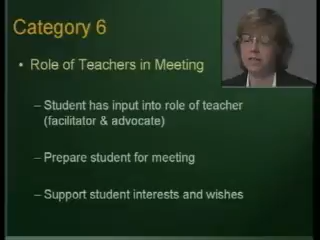 Category 6
• Role of Teachers in Meeting
– Student has input into role of teacher
(facilitator & advocate)
– Prepare student for meeting
– Support student interests and wishes